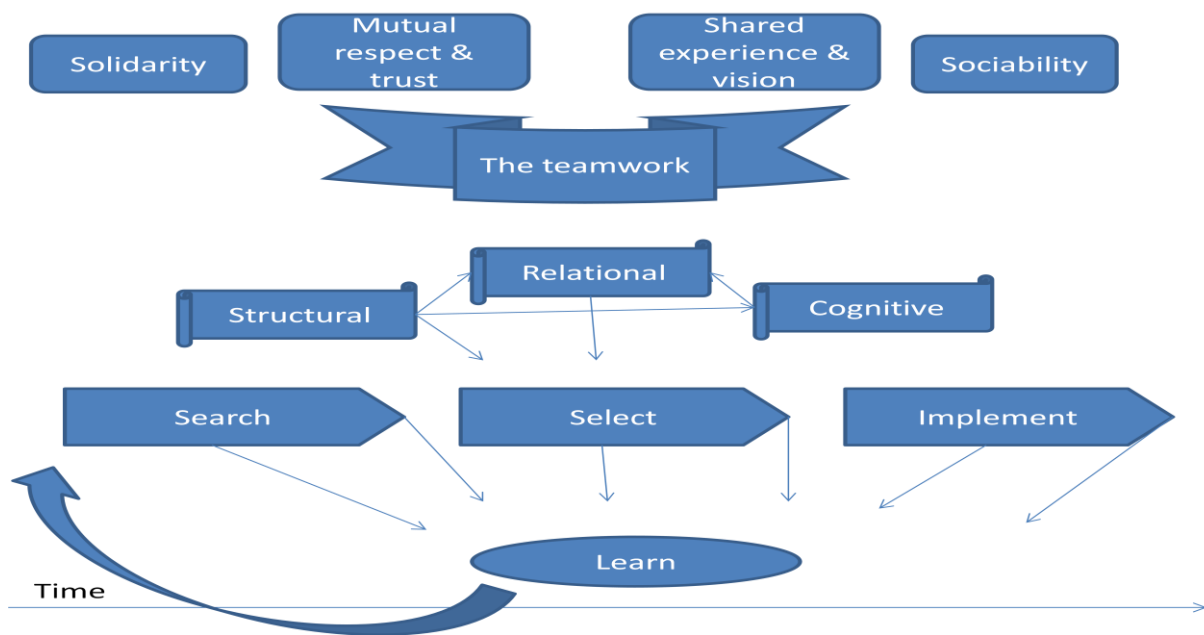 Solidarity
Mutual
respect &
trust
Shared
experience &
vision
Sociability
The teamwork
Structural
Relational
Cognitive
Search
Select
Implement
Learn
Time